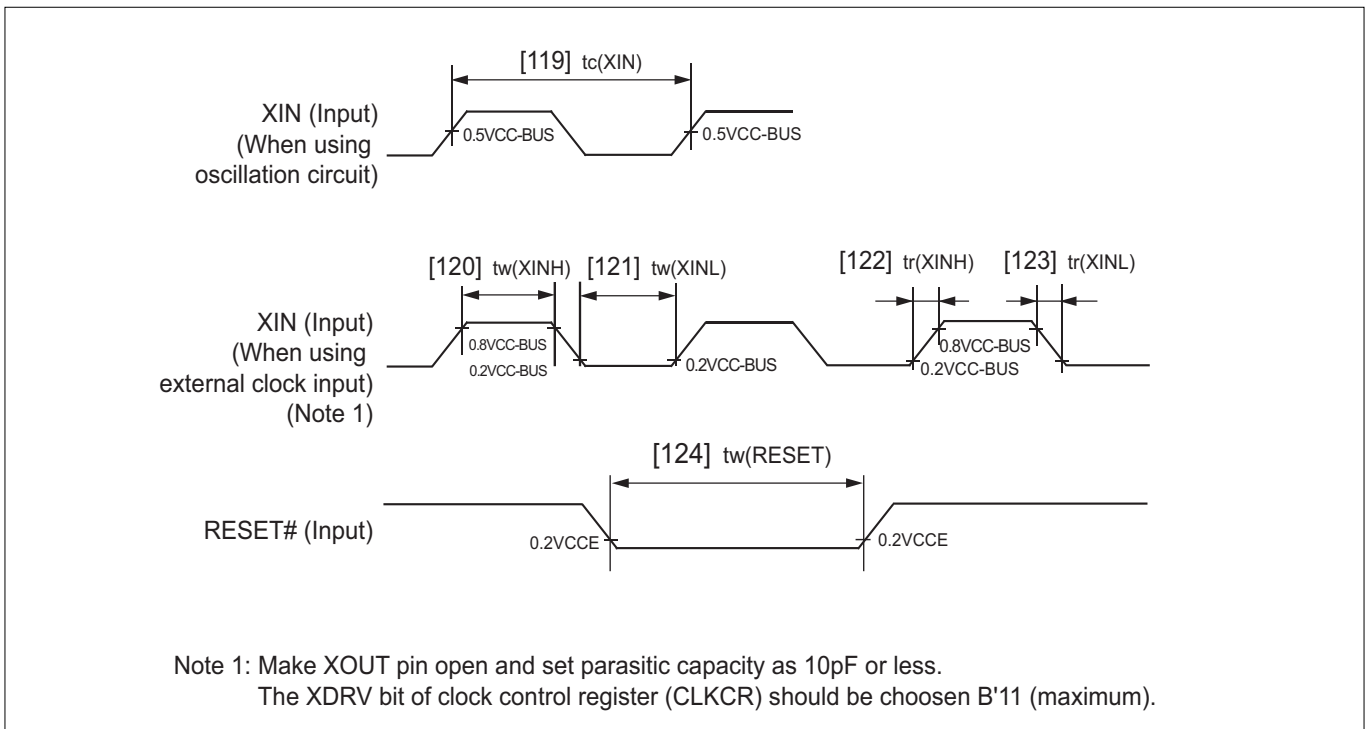 [119] tc(XIN)
XIN (Input)
(When using
oscillation circuit)
0.5VCC-BUS
0.5VCC-BUS
[120] tw(XINH)
[121] tw(XINL)
[122] tr(XINH)
[123] tr(XINL)
XIN (Input)
(When using
external clock input)
(Note 1)
0.8VCC-BUS
0.2VCC-BUS
0.2VCC-BUS
0.8VCC-BUS
0.2VCC-BUS
[124] tw(RESET)
RESET# (Input)
0.2VCCE
0.2VCCE
Note 1: Make XOUT pin open and set parasitic capacity as 10pF or less.
The XDRV bit of clock control register (CLKCR) should be choosen B'11 (maximum).